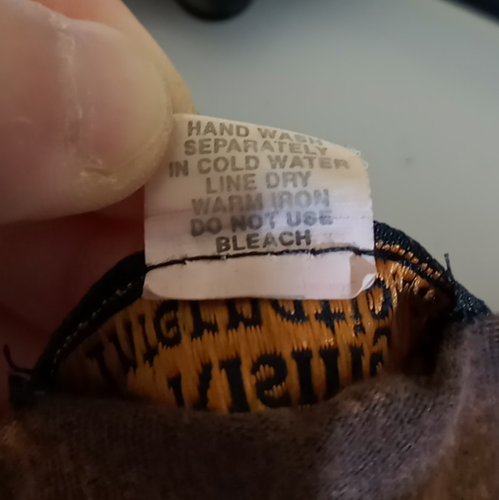 HAND WASH
SEPARATELY
IN COLD WATER
LINE DRY
WARM IRON
DO NOT USE
BLEACH